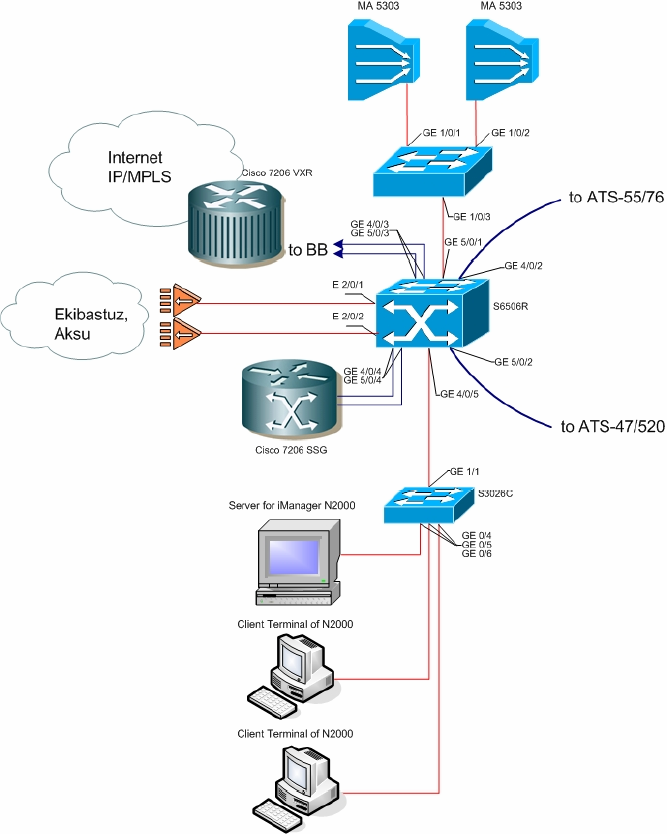 MA 5303
MA 5303
GE 1/0/1
GE 1/0/2
Internet
IP/MPLS
Cisco 7206 VXR
to ATS-55/76
GE 1/0/3
GE 4/0/3
GE 5/0/3
GE 5/0/1
to BB
GE 4/0/2
E 2/0/1
S6506R
Ekibastuz,
Aksu
E 2/0/2
GE 5/0/2
GE 4/0/4
GE 5/0/4
GE 4/0/5
to ATS-47/520
Cisco 7206 SSG
GE 1/1
S3026C
Server for iManager N2000
GE 0/4
GE 0/5
GE 0/6
Client Terminal of N2000
Client Terminal of N2000